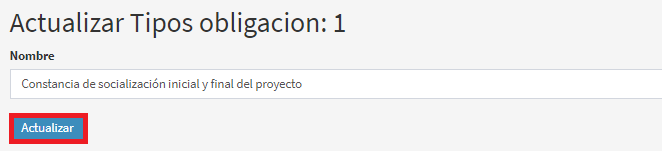 Actualizar Tipos obligacion: 1
Nombre
Constancia de socialización inicial y final del proyecto
Actualizar